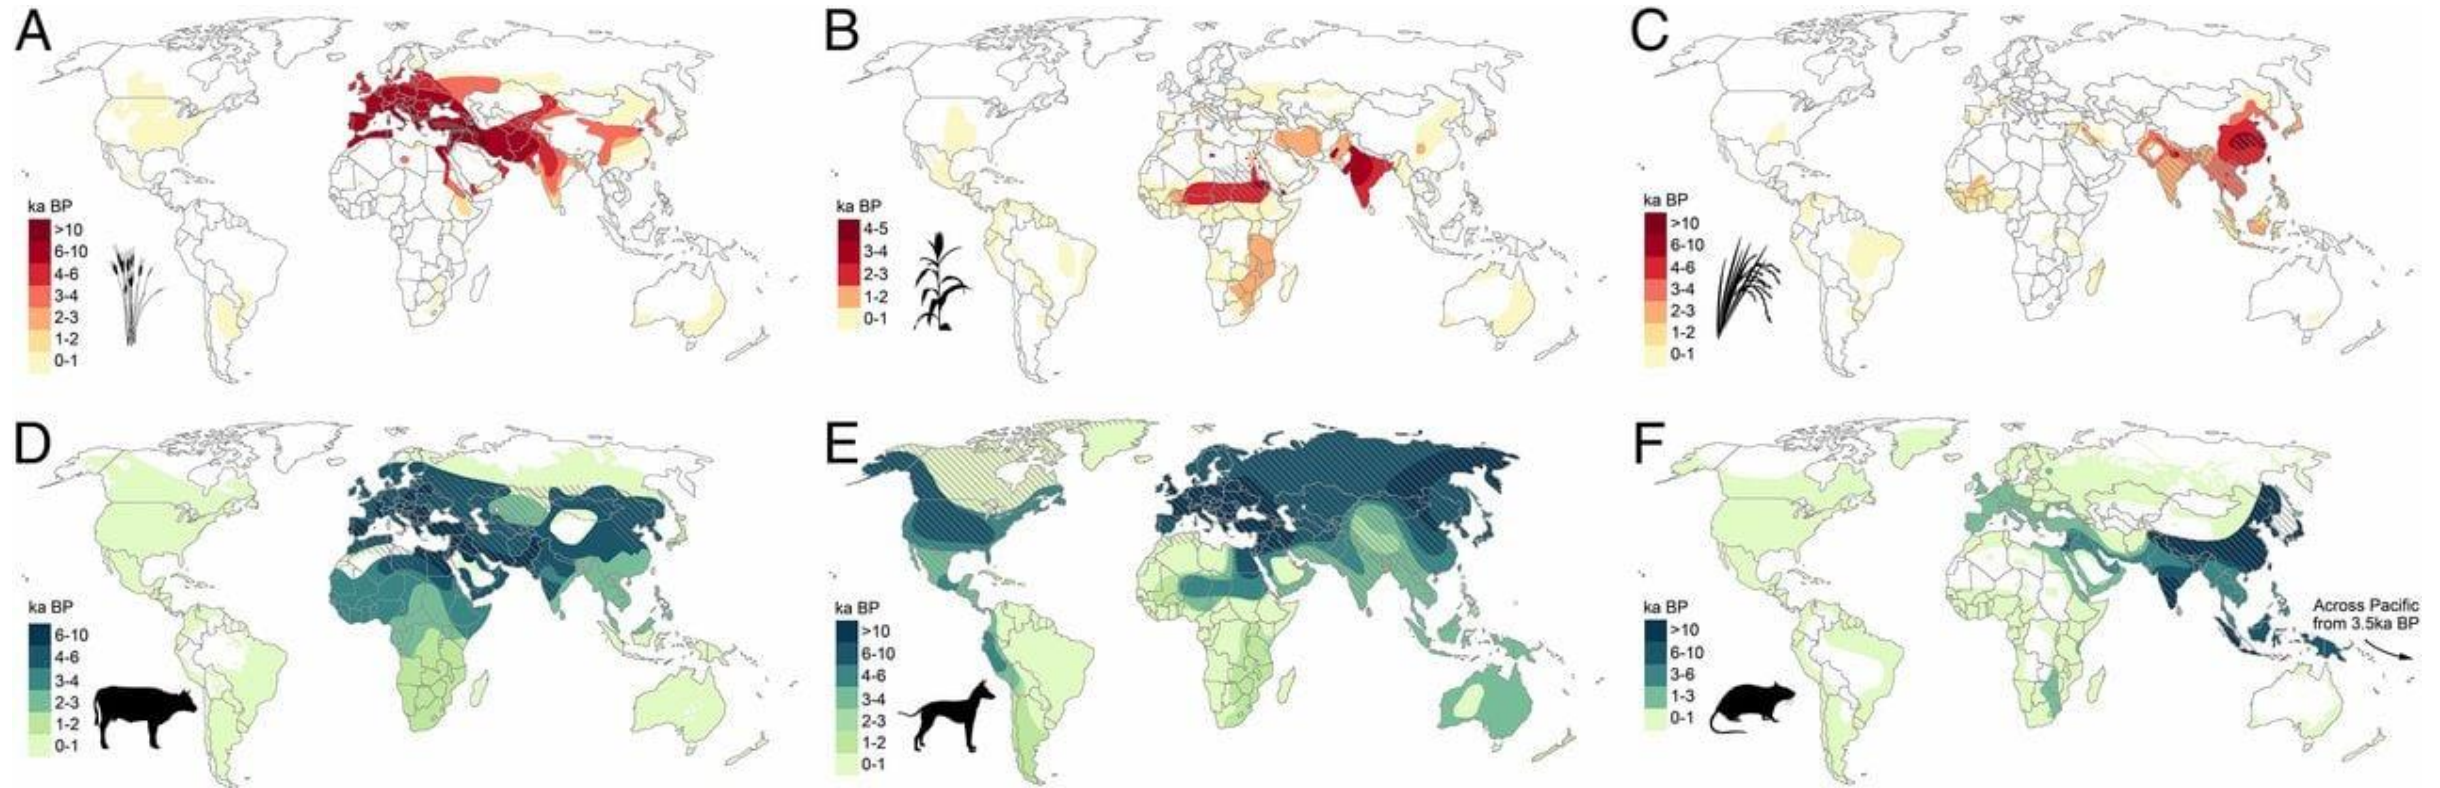 A
ka BP
>10
6-10
4-6
3-4
2-3
1-2
0-1
B
ka BP
4-5
3-4
2-3
1-2
0-1
C
ka BP
>10
6-10
4-6
3-4
2-3
1-2
0-1
D
ka BP
6-10
4-6
3-4
2-3
1-2
0-1
E
ka BP
>10
6-10
4-6
3-4
2-3
1-2
0-1
F
ka BP
>10
6-10
3-6
1-3
0-1
Across Pacific
from 3.5ka BP